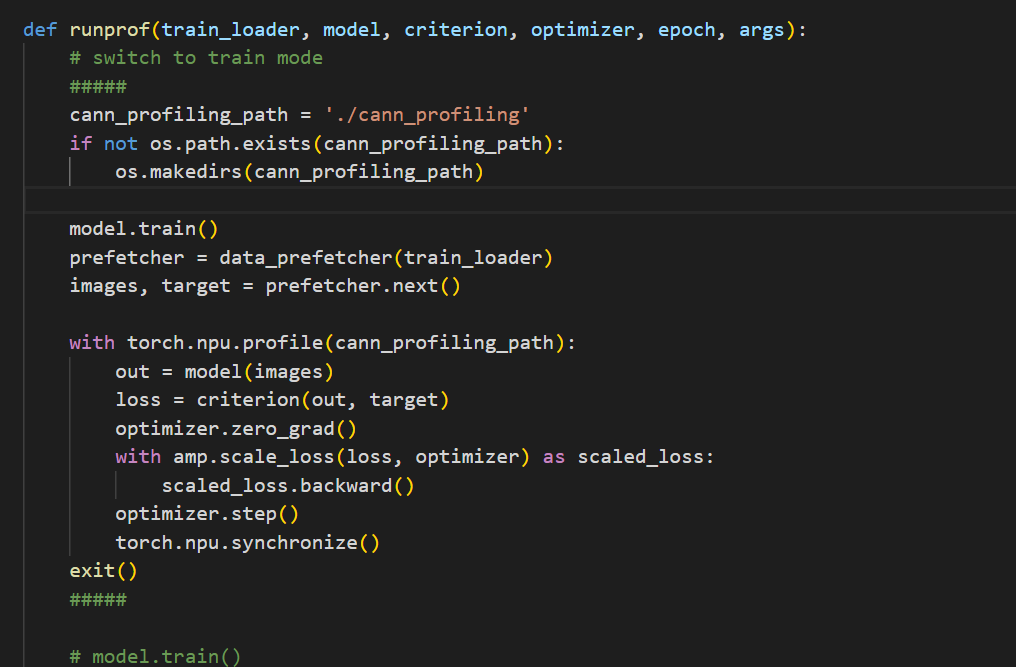 def runprof(train_loader, model, criterion, optimizer, epoch, args):
    # switch to train mode
    #####
    cann_profiling_path = './cann_profiling'
    if not os.path.exists(cann_profiling_path):
        os.makedirs(cann_profiling_path)

    model.train()
    prefetcher = data_prefetcher(train_loader)
    images, target = prefetcher.next()

    with torch.npu.profile(cann_profiling_path):
        out = model(images)
        loss = criterion(out, target)
        optimizer.zero_grad()
        with amp.scale_loss(loss, optimizer) as scaled_loss:
            scaled_loss.backward()
        optimizer.step()
        torch.npu.synchronize()
    exit()
    #####

    # model.train()